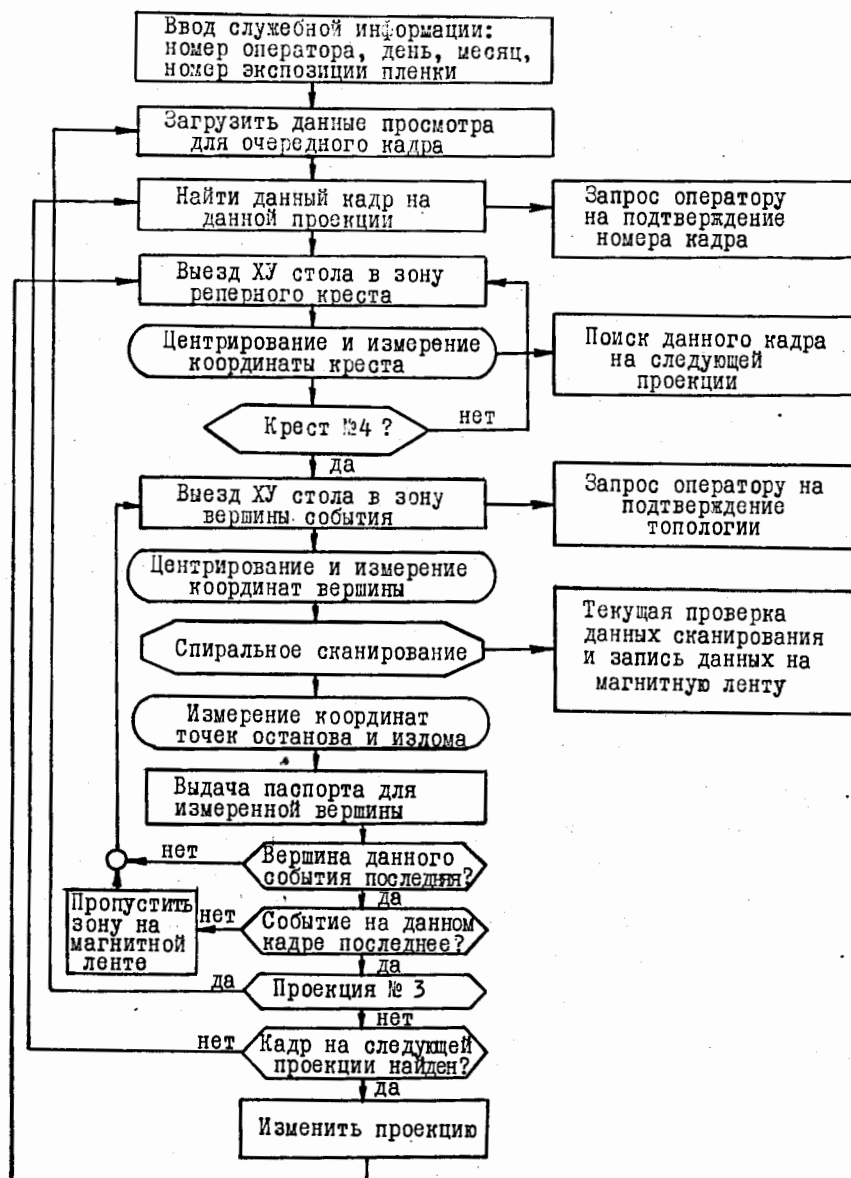 Ввод служебной информации:
номер оператора, день, месяц,
номер экспозиции пленки
Загрузить данные просмотра
для очередного кадра
Найти данный кадр на
данной проекции
Запрос оператору
на подтверждение
номера кадра
Выезд ХУ стола в зону
реперного креста
Центрирование и измерение
координаты креста
Поиск данного кадра
на следующей
проекции
Крест №4 ?
нет
да
Выезд ХУ стола в зону
вершины события
Запрос оператору на
подтверждение
топологии
Центрирование и измерение
координат вершины
Спиральное сканирование
Текущая проверка
данных сканирования
и запись данных на
магнитную ленту
Измерение координат
точек останова и излома
Выдача паспорта для
измеренной вершины
нет
Вершина данного
события последняя?
да
Пропустить
зону на
магнитной
ленте
нет
Событие на данном
кадре последнее?
да
да
Проекция № 3
нет
нет
Кадр на следующей
проекции найден?
да
Изменить проекцию